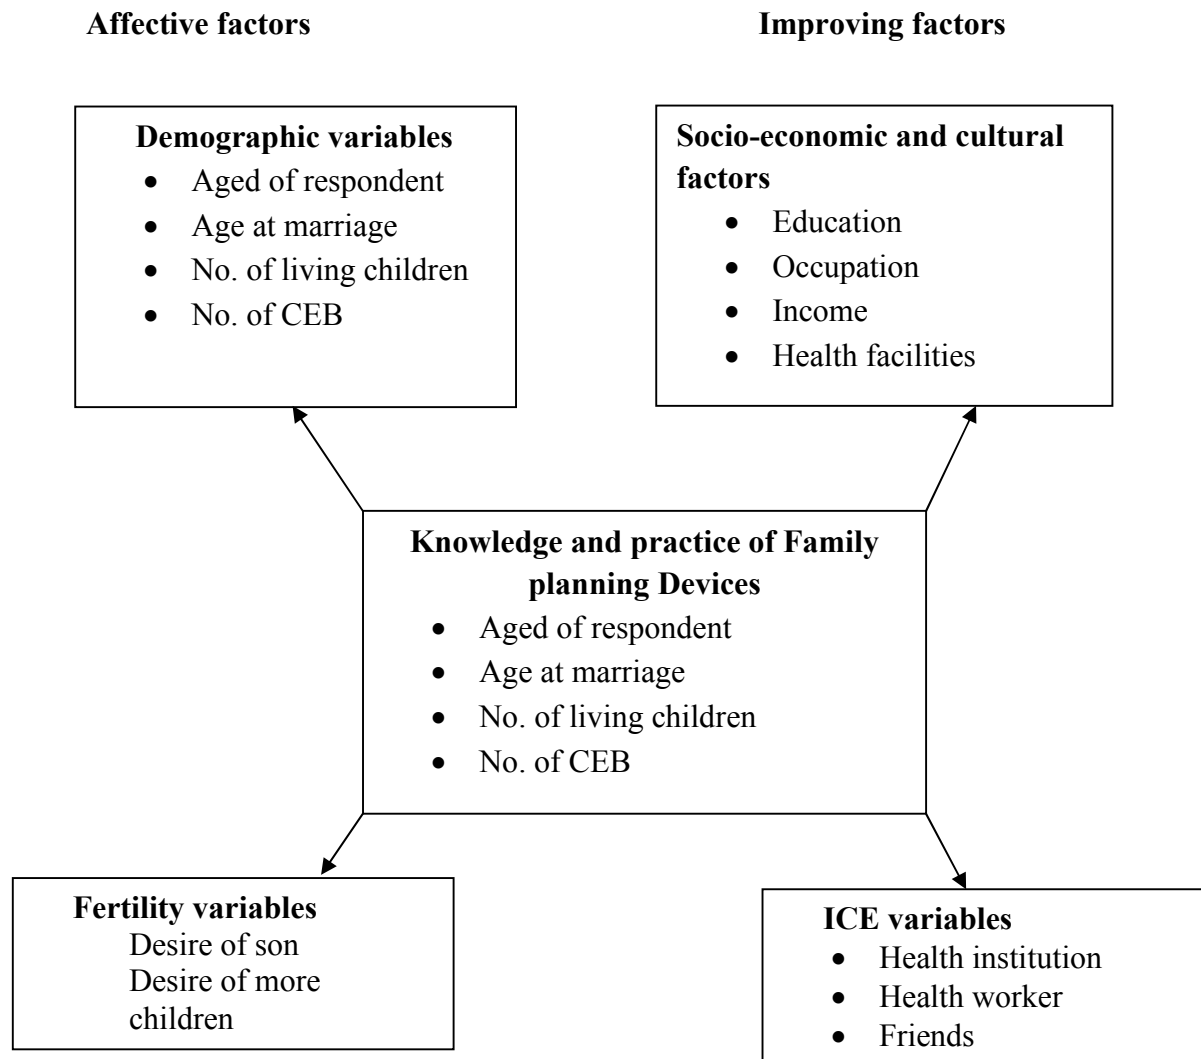 Affective factors
Improving factors
Demographic variables
• Aged of respondent
• Age at marriage
• No. of living children
• No. of CEB
Socio-economic and cultural
factors
• Education
• Occupation
• Income
• Health facilities
Knowledge and practice of Family
planning Devices
• Aged of respondent
• Age at marriage
• No. of living children
• No. of CEB
Fertility variables
Desire of son
Desire of more
children
ICE variables
• Health institution
• Health worker
• Friends